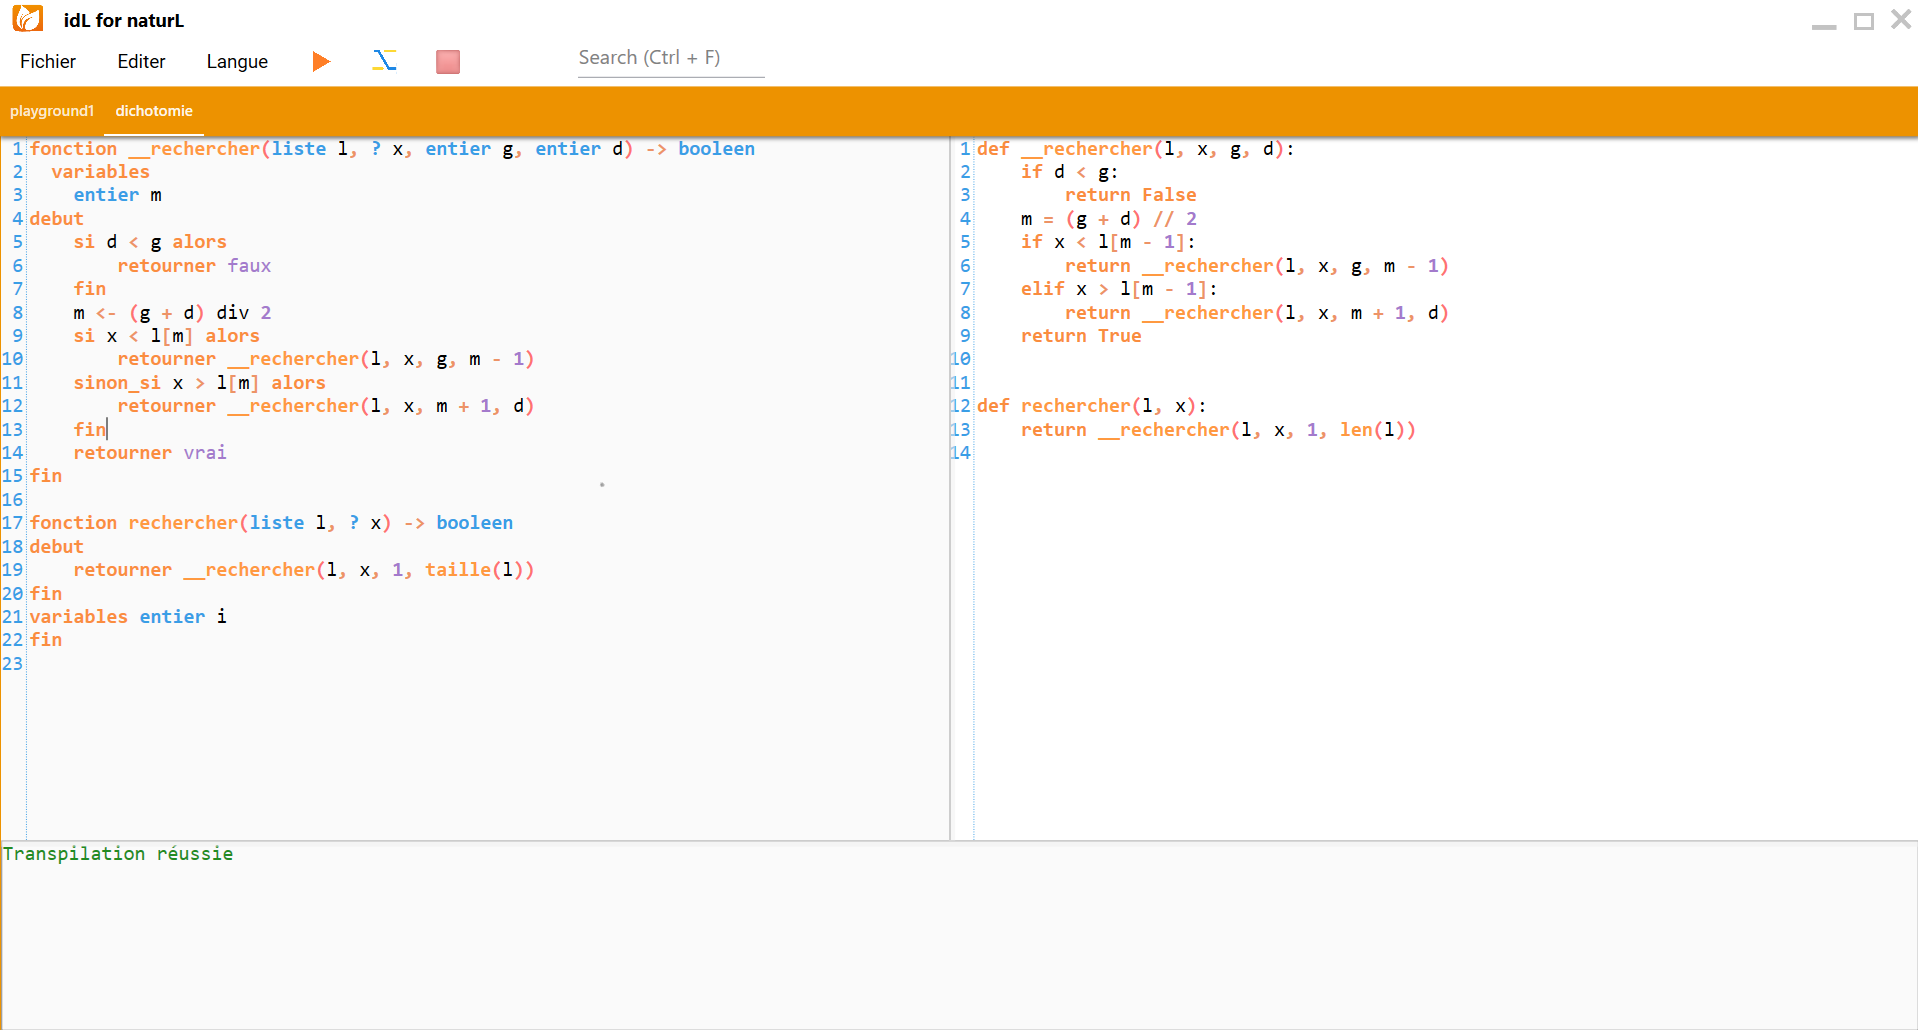 idL for naturL
Fichier Editer Langue Search (Ctrl + F)
playground1 dichotomie
1 fonction __rechercher(liste l, ? x, entier g, entier d) -> booleen
2   variables
3     entier m
4 debut
5     si d < g alors
6         retourner faux
7     fin
8     m <- (g + d) div 2
9     si x < l[m] alors
10         retourner __rechercher(l, x, g, m - 1)
11     sinon_si x > l[m] alors
12         retourner __rechercher(l, x, m + 1, d)
13     fin
14     retourner vrai
15 fin
16
17 fonction rechercher(liste l, ? x) -> booleen
18 debut
19     retourner __rechercher(l, x, 1, taille(l))
20 fin
21 variables entier i
22 fin
23
1 def __rechercher(l, x, g, d):
2     if d < g:
3         return False
4     m = (g + d) // 2
5     if x < l[m - 1]:
6         return __rechercher(l, x, g, m - 1)
7     elif x > l[m - 1]:
8         return __rechercher(l, x, m + 1, d)
9     return True
10
11
12 def rechercher(l, x):
13     return __rechercher(l, x, 1, len(l))
14
Transpilation réussie